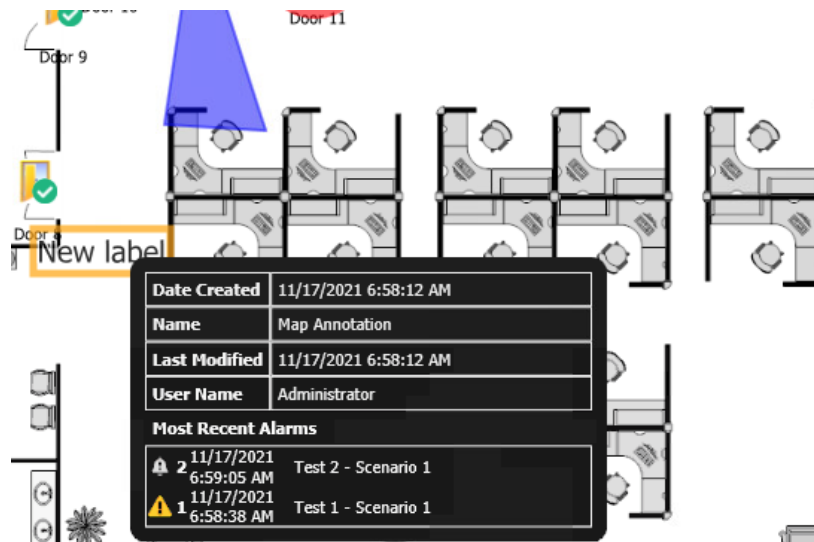 Door 10
Door 11
Door 9
Door 8
New label
Date Created 11/17/2021 6:58:12 AM
Name Map Annotation
Last Modified 11/17/2021 6:58:12 AM
User Name Administrator
Most Recent Alarms
2 11/17/2021 6:59:05 AM Test 2 - Scenario 1
1 11/17/2021 6:58:38 AM Test 1 - Scenario 1